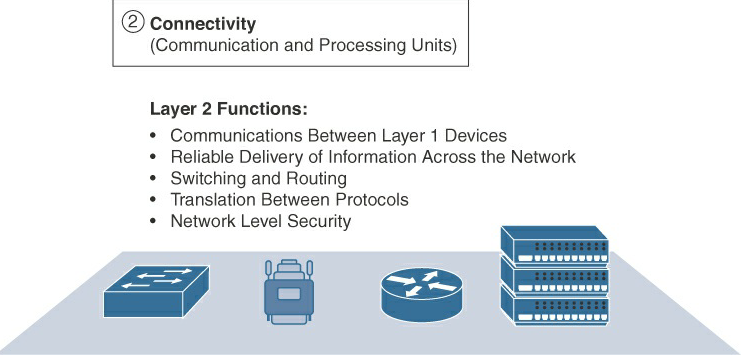 ② Connectivity
(Communication and Processing Units)
Layer 2 Functions:
• Communications Between Layer 1 Devices
• Reliable Delivery of Information Across the Network
• Switching and Routing
• Translation Between Protocols
• Network Level Security